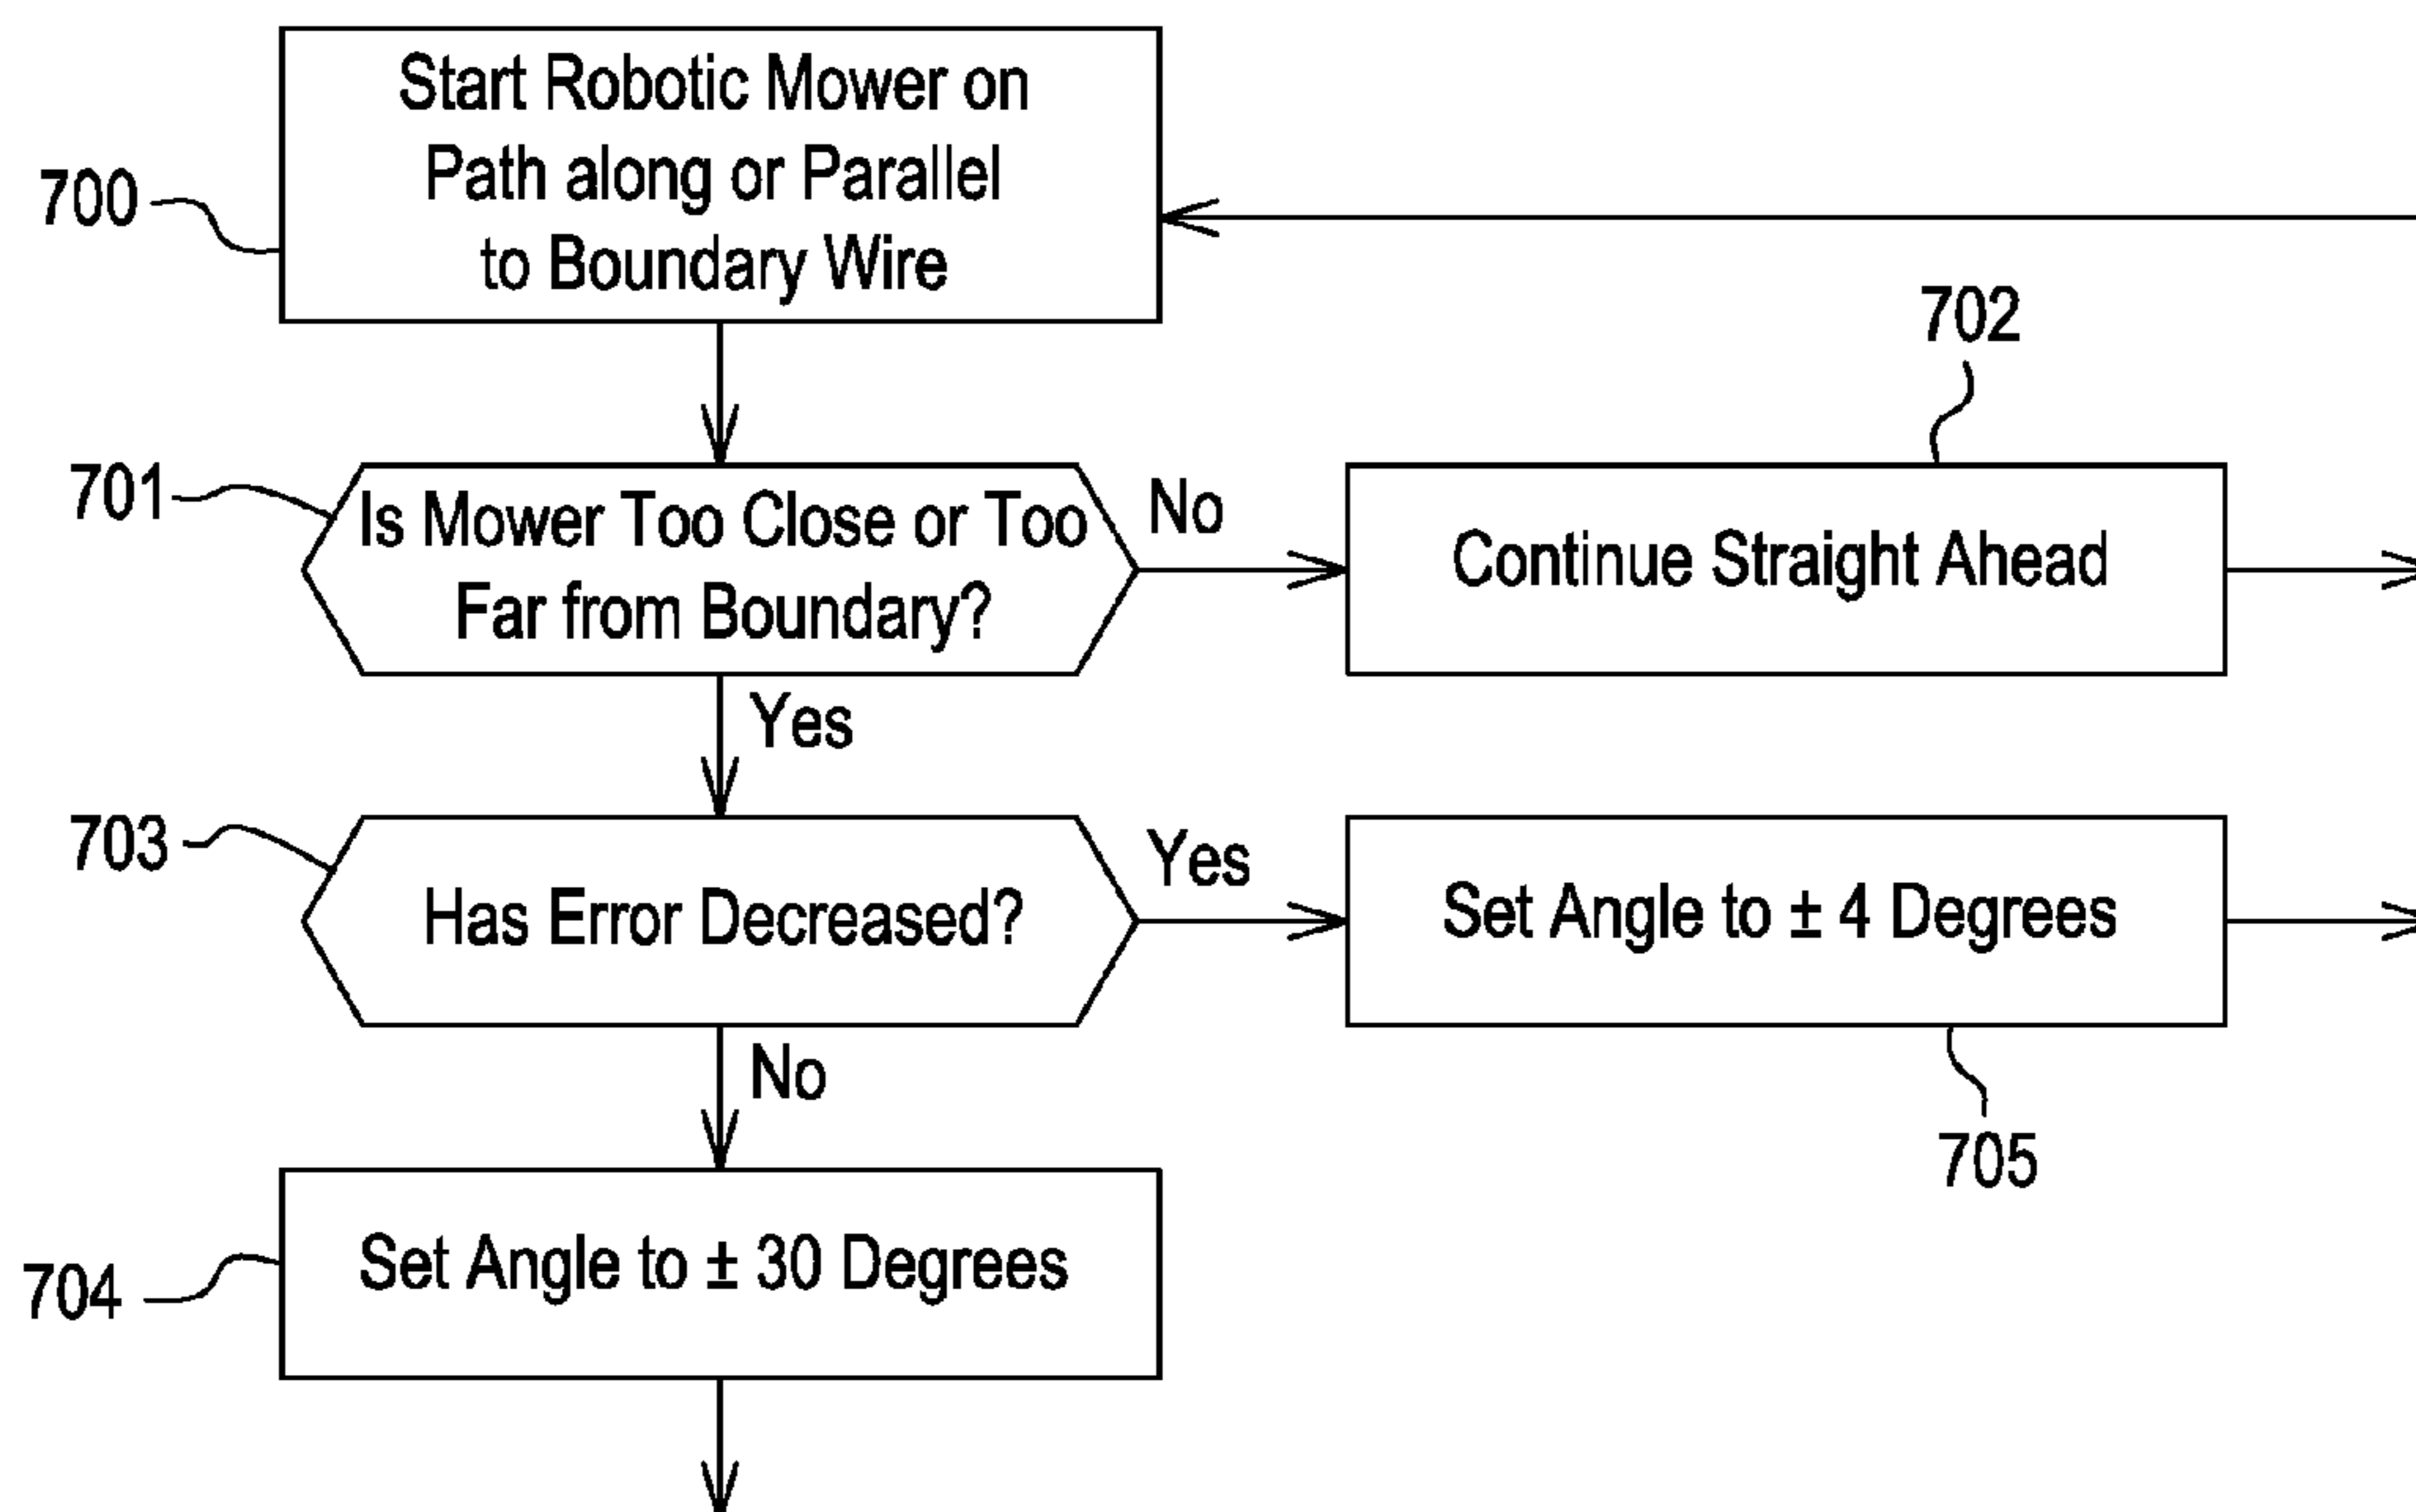 Start Robotic Mower on
Path along or Parallel
to Boundary Wire
700
702
701
Is Mower Too Close or Too
Far from Boundary?
No
Continue Straight Ahead
Yes
703
Has Error Decreased?
Yes
Set Angle to ± 4 Degrees
No
705
704
Set Angle to ± 30 Degrees